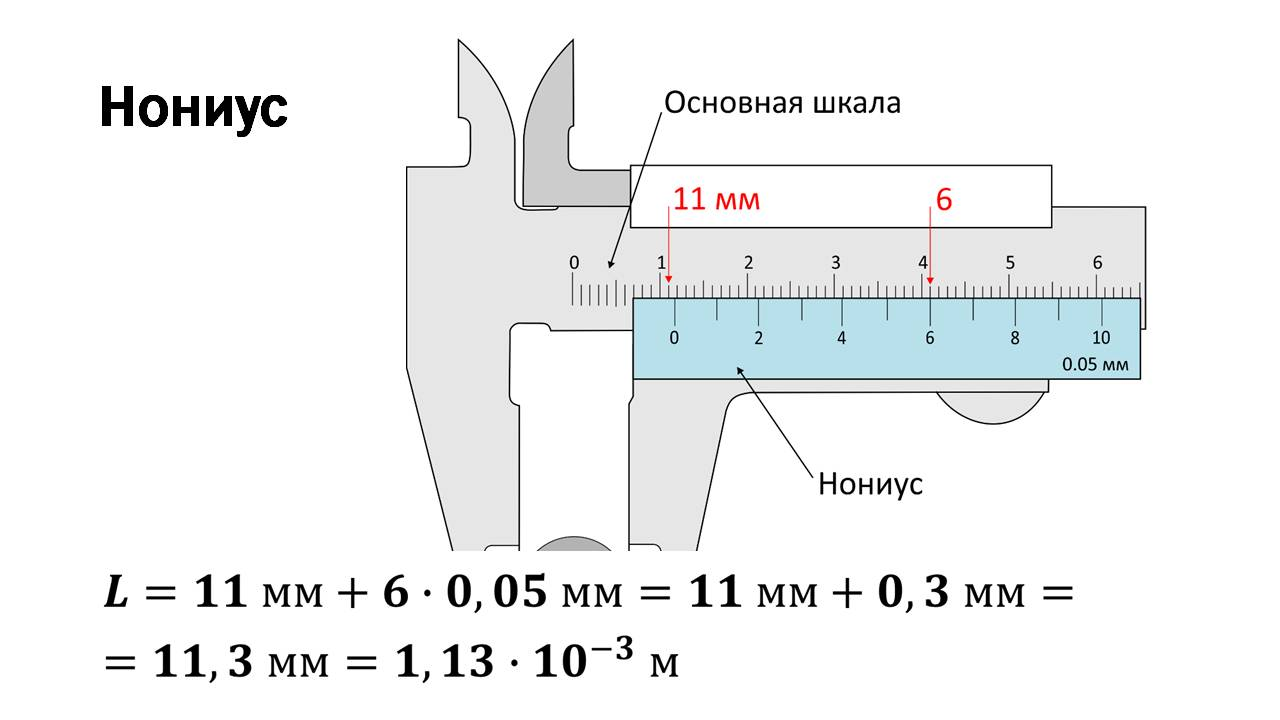 Нониус
Основная шкала
11 мм 6
0 1 2 3 4 5 6
0 2 4 6 8 10
0.05 мм
Нониус
L = 11 мм + 6 · 0,05 мм = 11 мм + 0,3 мм =
= 11,3 мм = 1,13 · 10⁻³ м